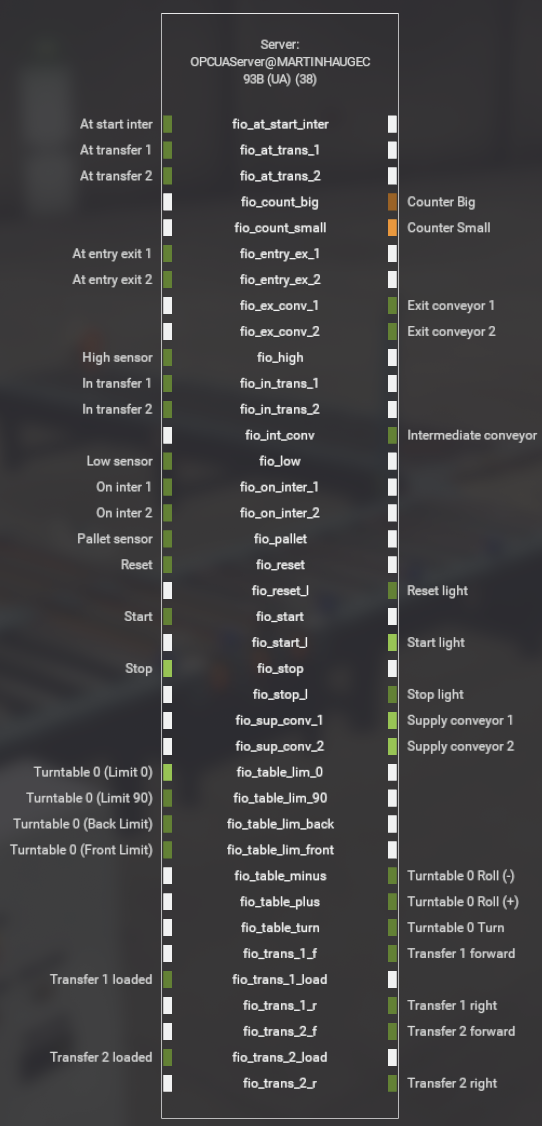 Server:
OPCUAServer@MARTINHAUGEC
93B (UA) (38)
At start inter fio_at_start_inter
At transfer 1 fio_at_trans_1
At transfer 2 fio_at_trans_2
fio_count_big Counter Big
fio_count_small Counter Small
At entry exit 1 fio_entry_ex_1
At entry exit 2 fio_entry_ex_2
fio_ex_conv_1 Exit conveyor 1
fio_ex_conv_2 Exit conveyor 2
High sensor fio_high
In transfer 1 fio_in_trans_1
In transfer 2 fio_in_trans_2
fio_int_conv Intermediate conveyor
Low sensor fio_low
On inter 1 fio_on_inter_1
On inter 2 fio_on_inter_2
Pallet sensor fio_pallet
Reset fio_reset
fio_reset_l Reset light
Start fio_start
fio_start_l Start light
Stop fio_stop
fio_stop_l Stop light
fio_sup_conv_1 Supply conveyor 1
fio_sup_conv_2 Supply conveyor 2
Turntable 0 (Limit 0) fio_table_lim_0
Turntable 0 (Limit 90) fio_table_lim_90
Turntable 0 (Back Limit) fio_table_lim_back
Turntable 0 (Front Limit) fio_table_lim_front
fio_table_minus Turntable 0 Roll (-)
fio_table_plus Turntable 0 Roll (+)
fio_table_turn Turntable 0 Turn
fio_trans_1_f Transfer 1 forward
Transfer 1 loaded fio_trans_1_load
fio_trans_1_r Transfer 1 right
fio_trans_2_f Transfer 2 forward
Transfer 2 loaded fio_trans_2_load
fio_trans_2_r Transfer 2 right